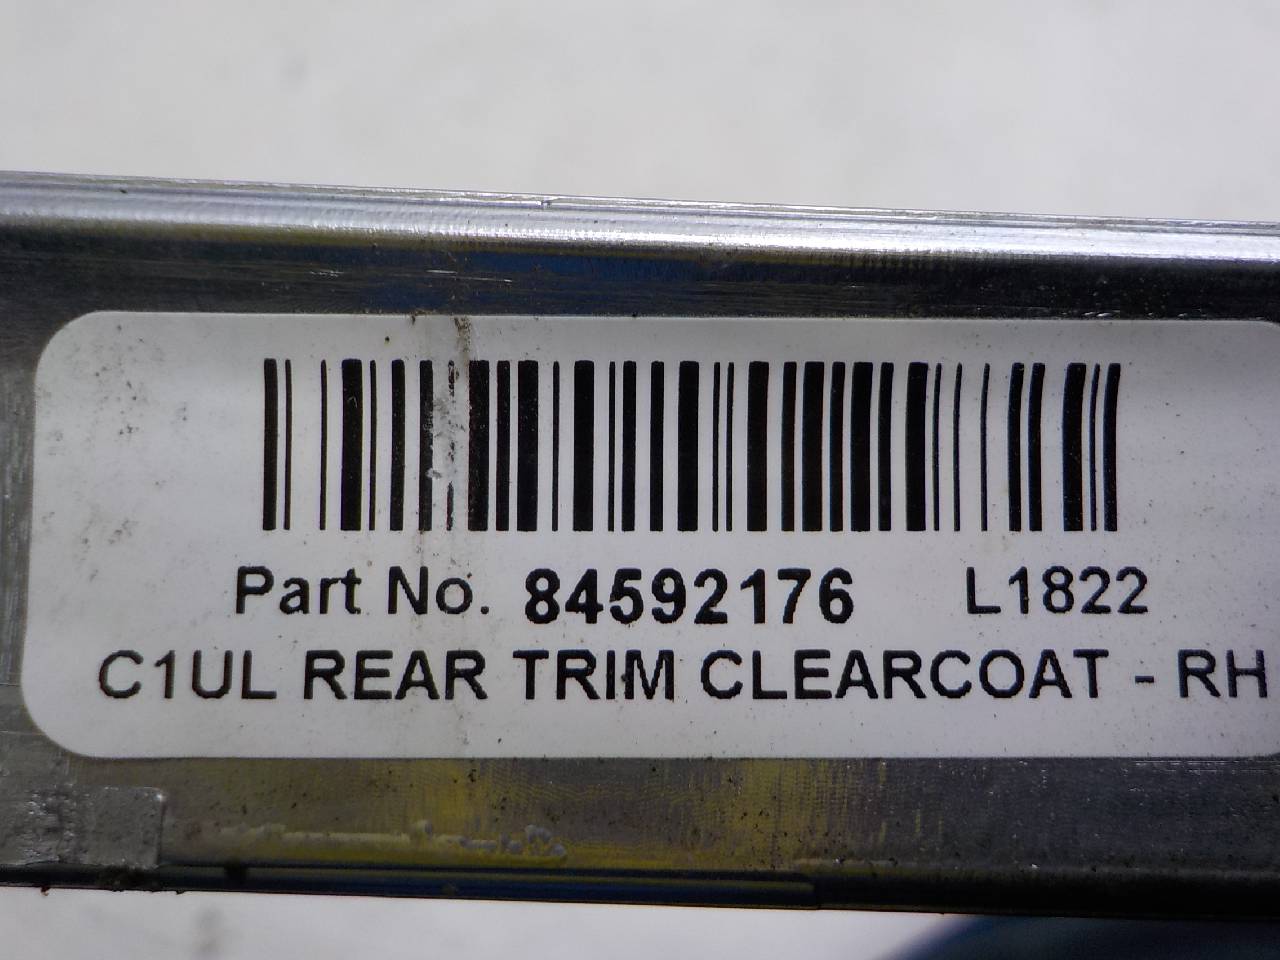 Part No. 84592176 L1822
C1UL REAR TRIM CLEARCOAT - RH